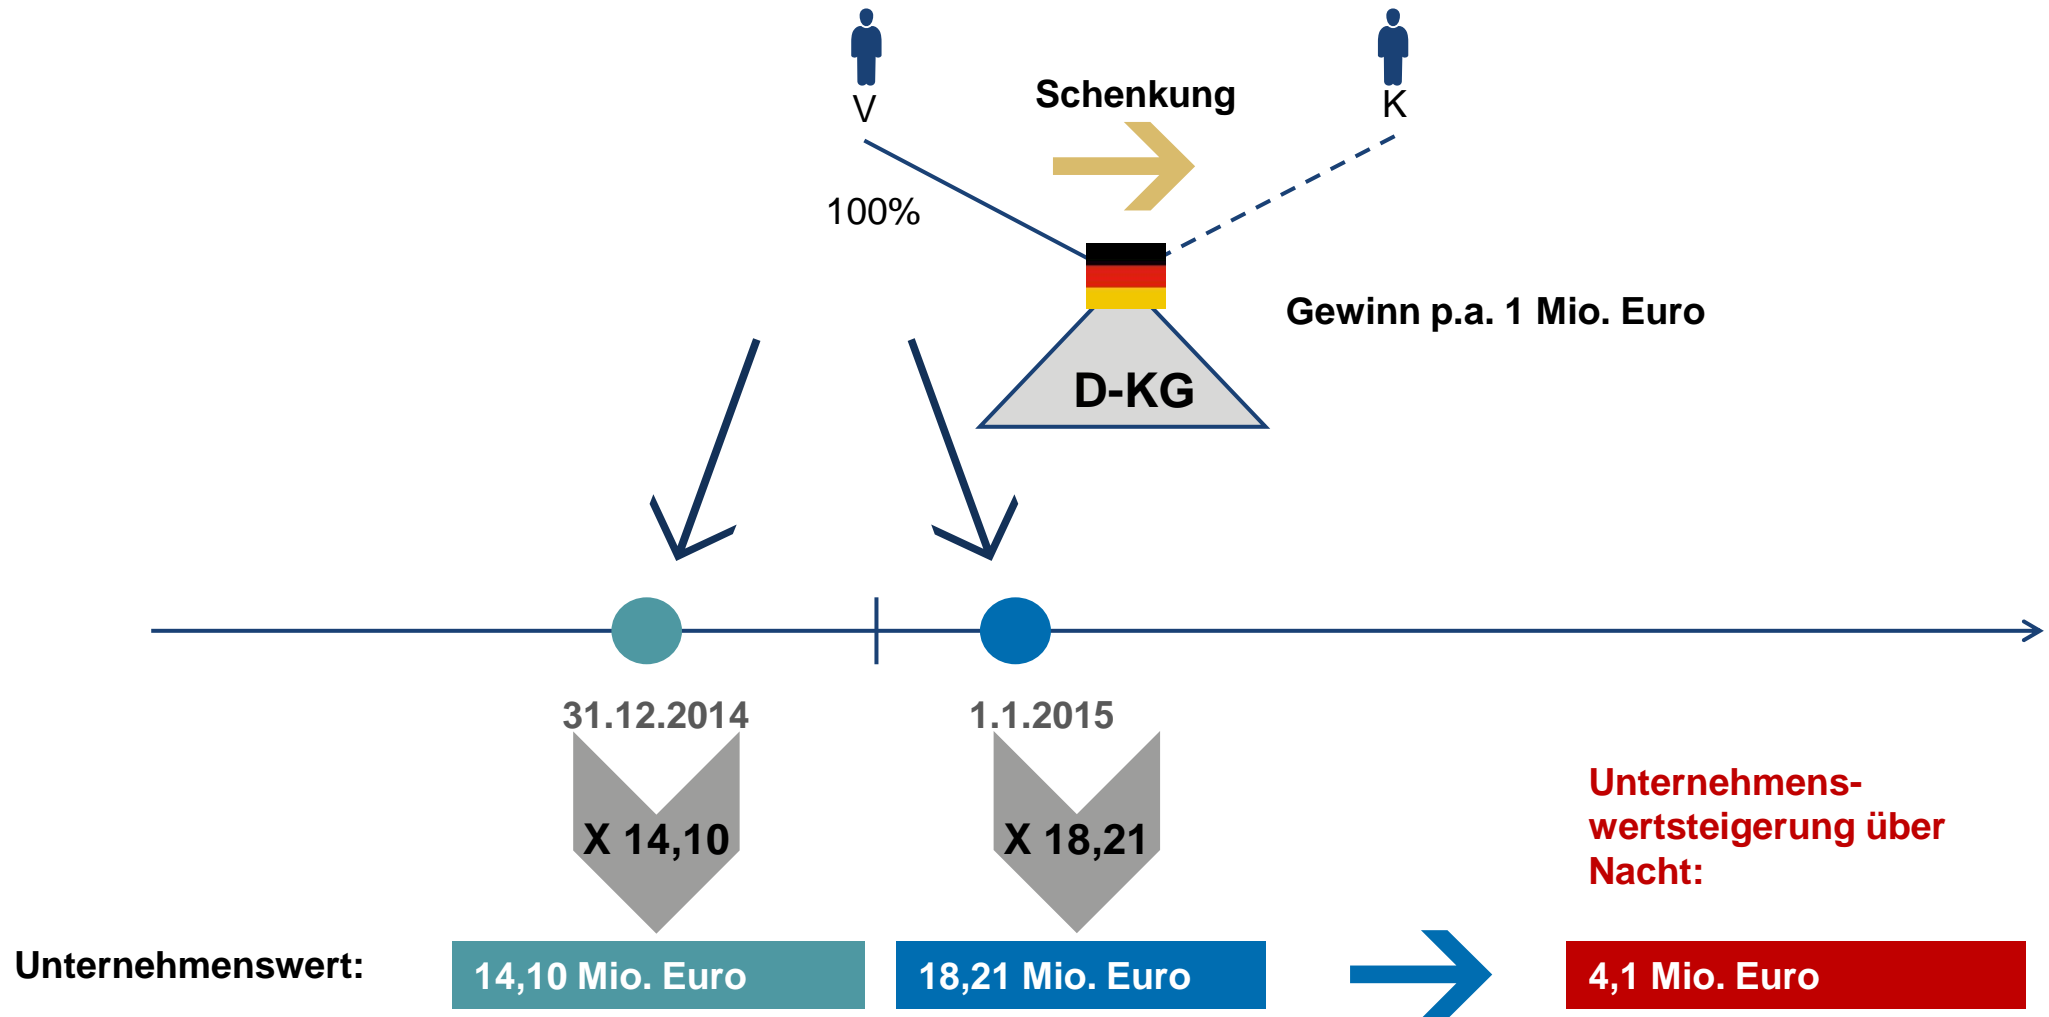 V
Schenkung
K
100%
Gewinn p.a. 1 Mio. Euro
D-KG
31.12.2014
1.1.2015
X 14,10
X 18,21
Unternehmens-
wertsteigerung über
Nacht:
Unternehmenswert:
14,10 Mio. Euro
18,21 Mio. Euro
4,1 Mio. Euro